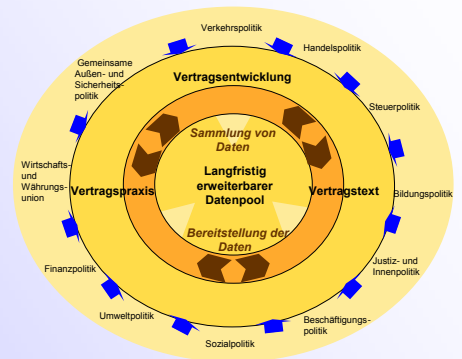 Verkehrspolitik
Handelspolitik
Gemeinsame
Außen- und
Sicherheits-
politik
Vertragsentwicklung
Steuerpolitik
Sammlung von
Daten
Wirtschafts-
und
Währungs-
union
Vertragspraxis
Langfristig
erweiterbarer
Datenpool
Vertragstext
Bildungspolitik
Bereitstellung der
Daten
Justiz- und
Innenpolitik
Finanzpolitik
Umweltpolitik
Beschäftigungs-
politik
Sozialpolitik